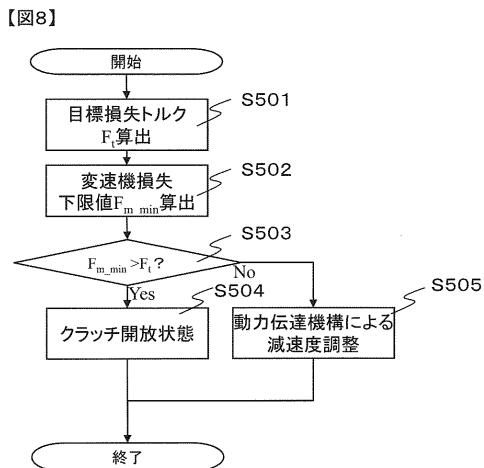 【図8】
開始
S501
目標損失トルク
Ft算出
S502
変速機損失
下限値Fm_min算出
S503
Fm_min >Ft？
No
Yes
S504
S505
クラッチ開放状態
動力伝達機構による
減速度調整
終了